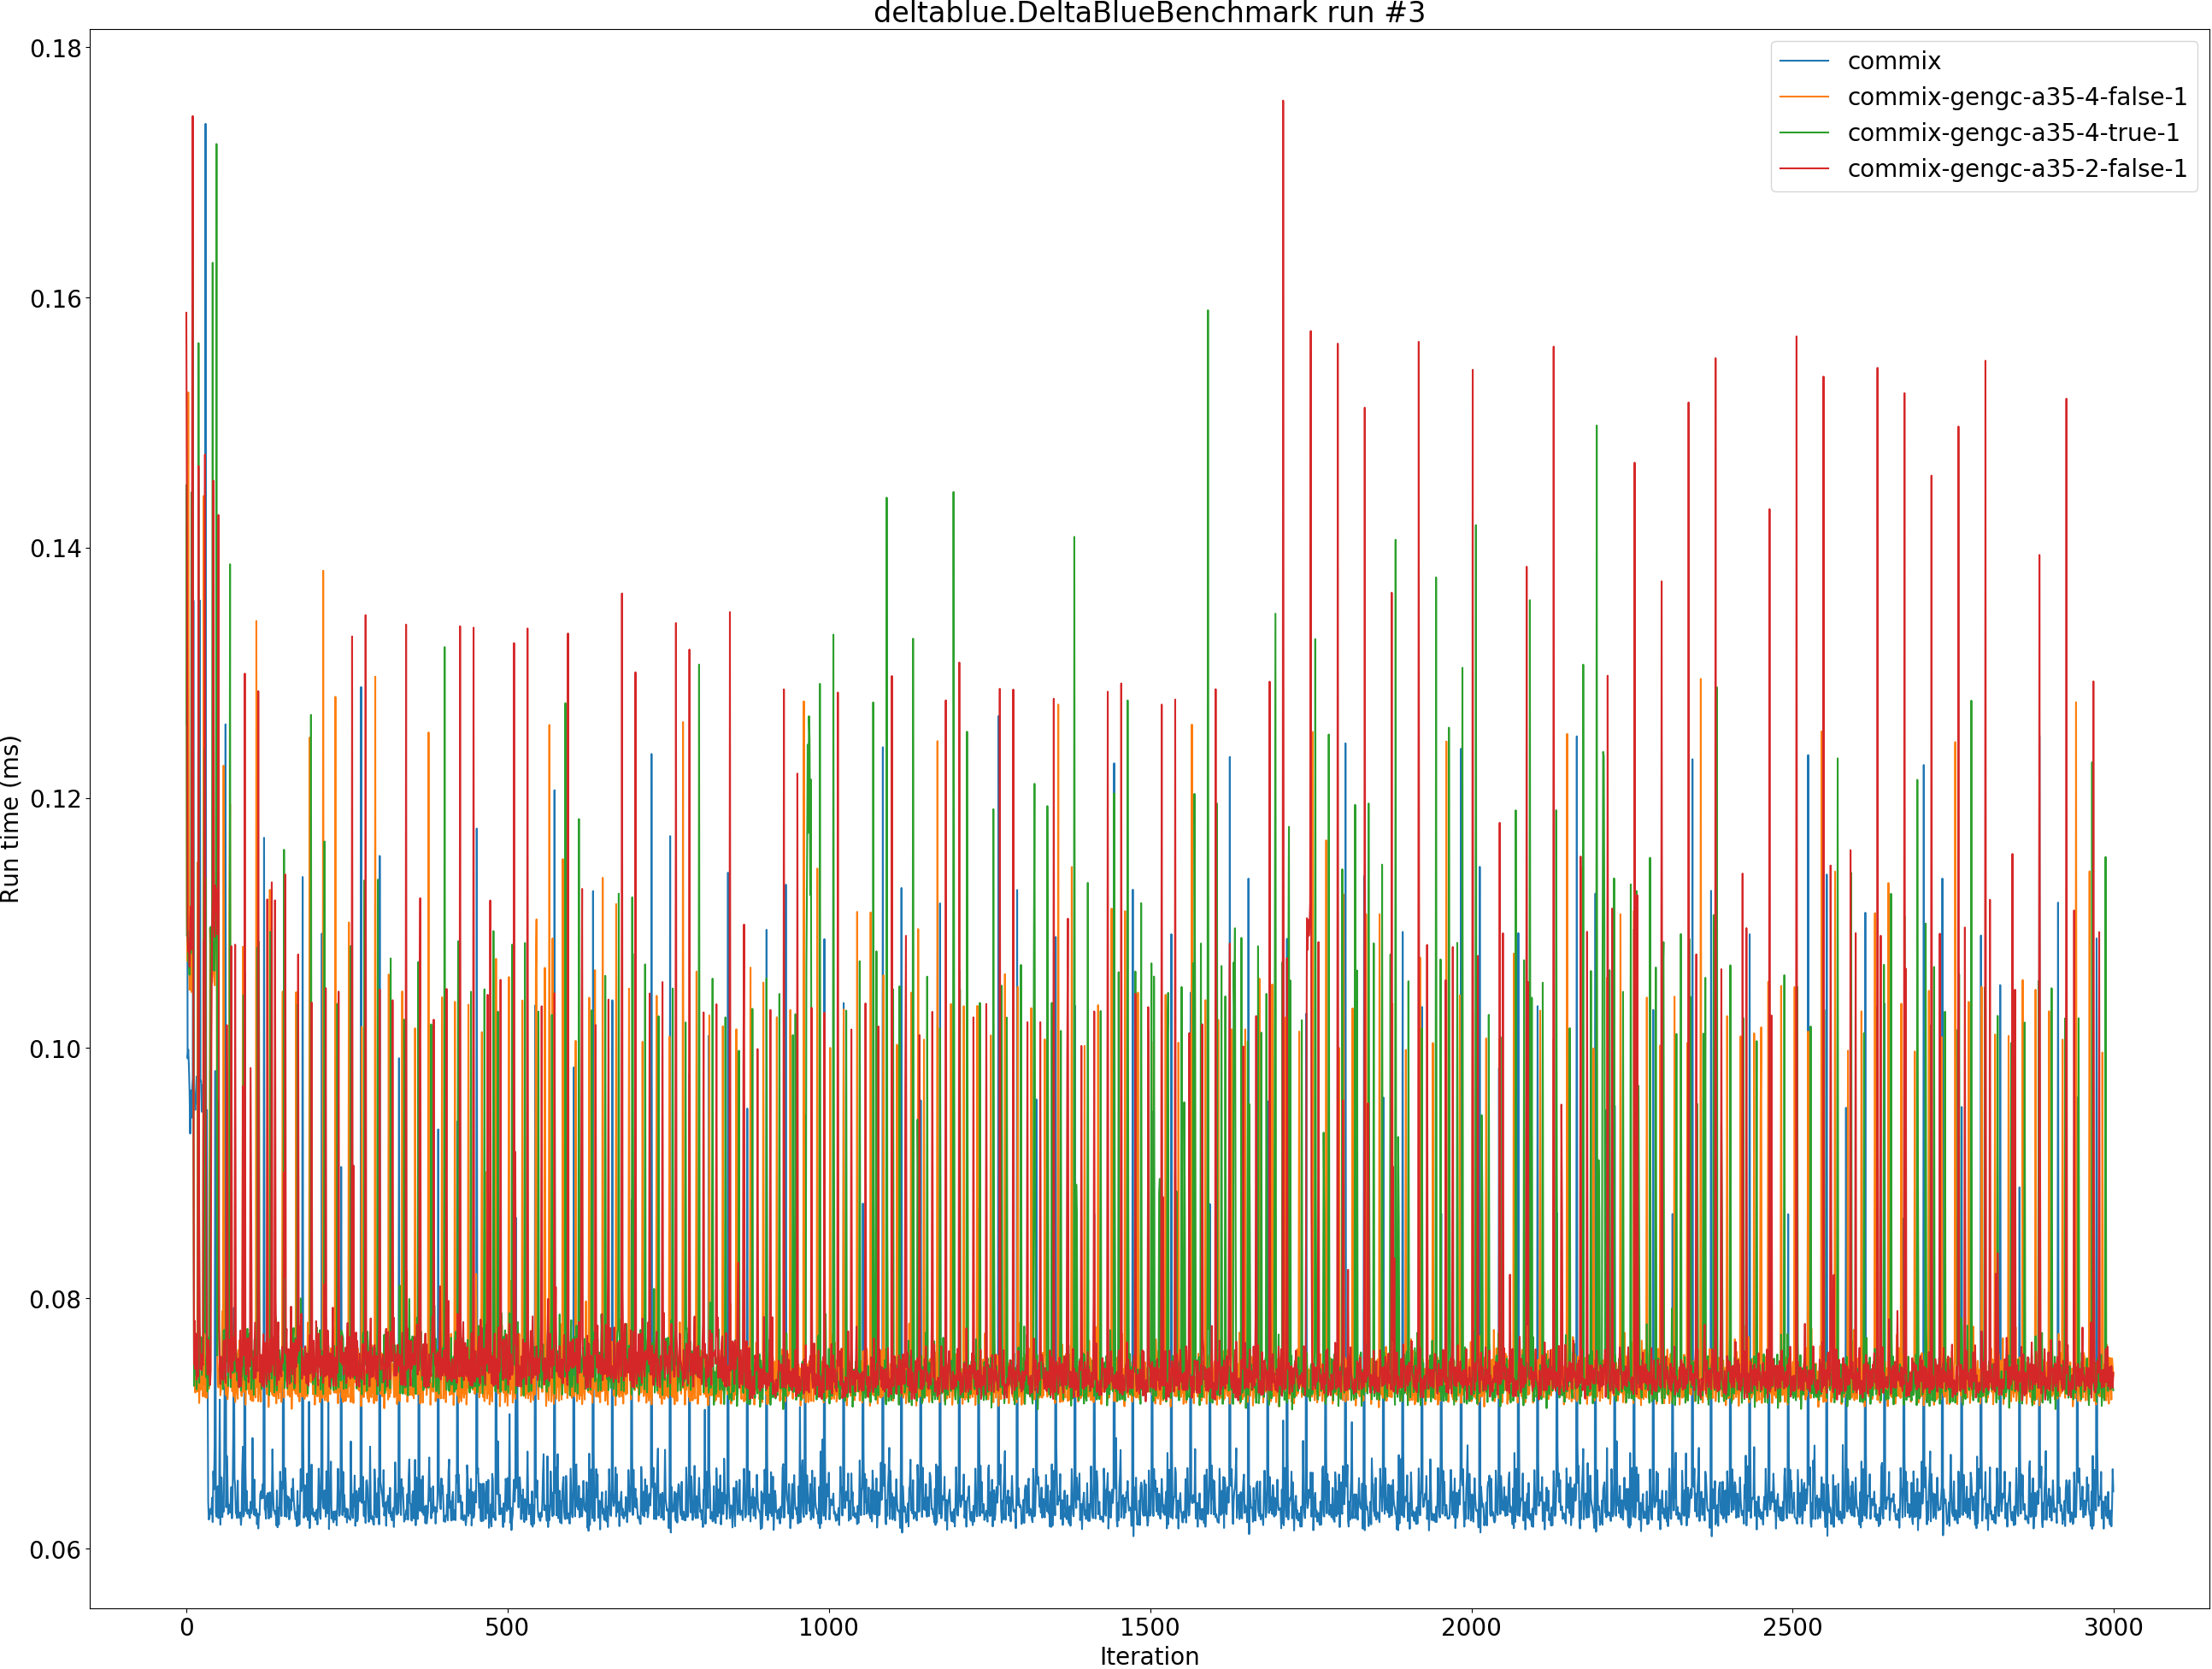 deltablue.DeltaBlueBenchmark run #3
0.18
0.16
0.14
0.12
0.10
0.08
0.06
Run time (ms)
commix
commix-gengc-a35-4-false-1
commix-gengc-a35-4-true-1
commix-gengc-a35-2-false-1
0 500 1000 1500 2000 2500 3000
Iteration